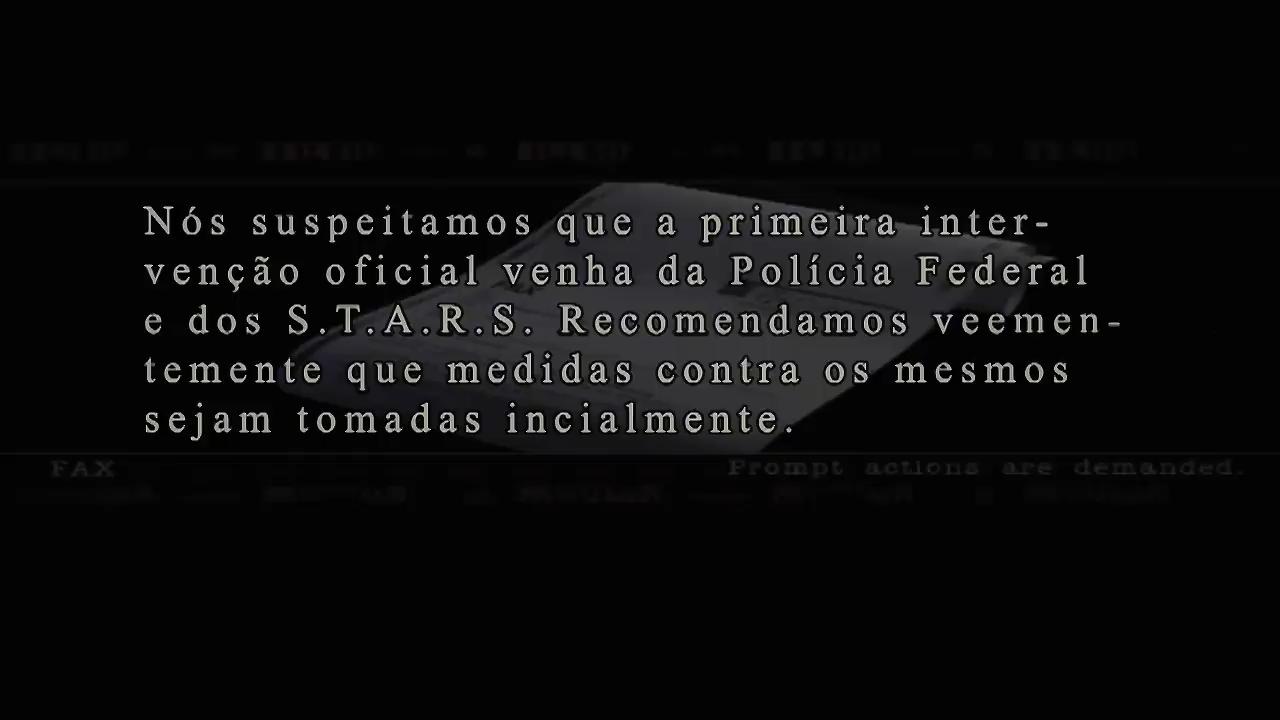 Nós suspeitamos que a primeira inter-
venção oficial venha da Polícia Federal
e dos S.T.A.R.S. Recomendamos veemen-
temente que medidas contra os mesmos
sejam tomadas incialmente.
FAX Prompt actions are demanded.